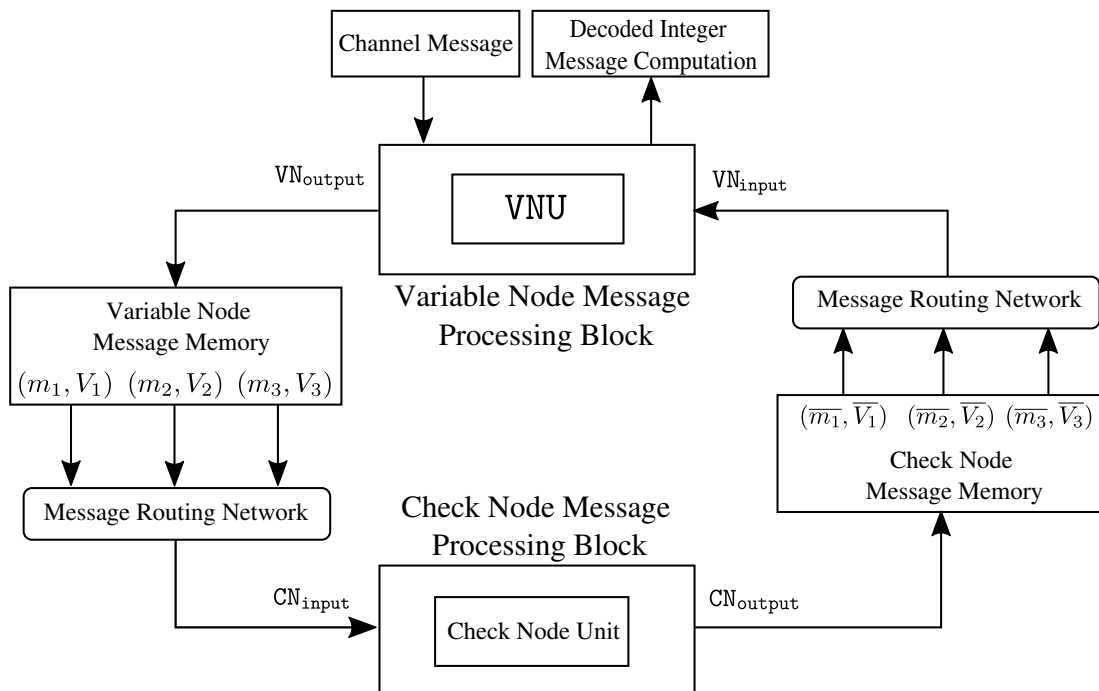 Channel Message
Decoded Integer
Message Computation
VN_output
VNU
VN_input
Variable Node Message
Processing Block
Variable Node
Message Memory
(m_1, V_1) (m_2, V_2) (m_3, V_3)
Message Routing Network
Message Routing Network
(\overline{m_1}, \overline{V_1}) (\overline{m_2}, \overline{V_2}) (\overline{m_3}, \overline{V_3})
Check Node
Message Memory
Check Node Message
Processing Block
CN_input
Check Node Unit
CN_output